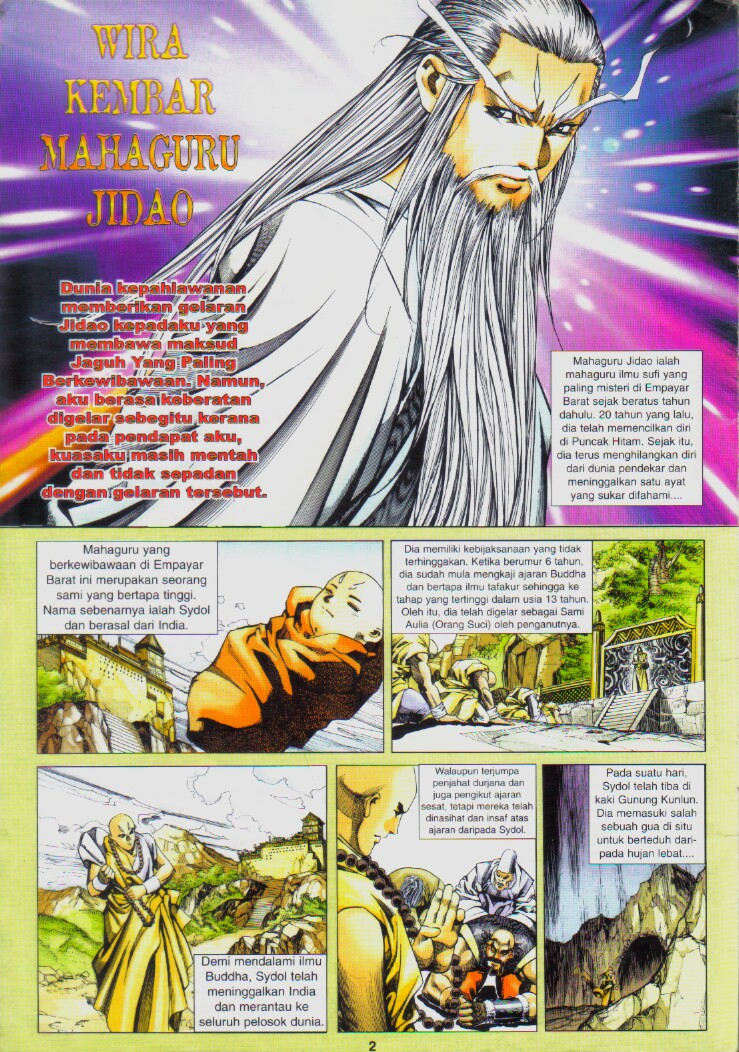 WIRA
KEMBAR
MAHAGURU
JIDAO
Dunia kepahlawanan
memberikan gelaran
Jidao kepadaku yang
membawa maksud
Jaguh Yang Paling
Berkewibawaan. Namun,
aku berasa keberatan
digelar sebegitu kerana
pada pendapat aku,
kuasaku masih mentah
dan tidak sepadan
dengan gelaran tersebut.
Mahaguru Jidao ialah
mahaguru ilmu sufi yang
paling misteri di Empayar
Barat sejak beratus tahun
dahulu. 20 tahun yang lalu,
dia telah memencilkan diri
di Puncak Hitam. Sejak itu,
dia terus menghilangkan diri
dari dunia pendekar dan
meninggalkan satu ayat
yang sukar difahami....
Mahaguru yang
berkewibawaan di Empayar
Barat ini merupakan seorang
sami yang bertapa tinggi.
Nama sebenarnya ialah Sydol
dan berasal dari India.
Dia memiliki kebijaksanaan yang tidak
terhinggakan. Ketika berumur 6 tahun,
dia sudah mula mengkaji ajaran Buddha
dan bertapa ilmu tafakur sehingga ke
tahap yang tertinggi dalam usia 13 tahun.
Oleh itu, dia telah digelar sebagai Sami
Aulia (Orang Suci) oleh penganutnya.
Demi mendalami ilmu
Buddha, Sydol telah
meninggalkan India
dan merantau ke
seluruh pelosok dunia.
Walaupun terjumpa
penjahat durjana dan
juga pengikut ajaran
sesat, tetapi mereka telah
dinasihat dan insaf atas
ajaran daripada Sydol.
Pada suatu hari,
Sydol telah tiba di
kaki Gunung Kunlun.
Dia memasuki salah
sebuah gua di situ
untuk berteduh dari-
pada hujan lebat....
2